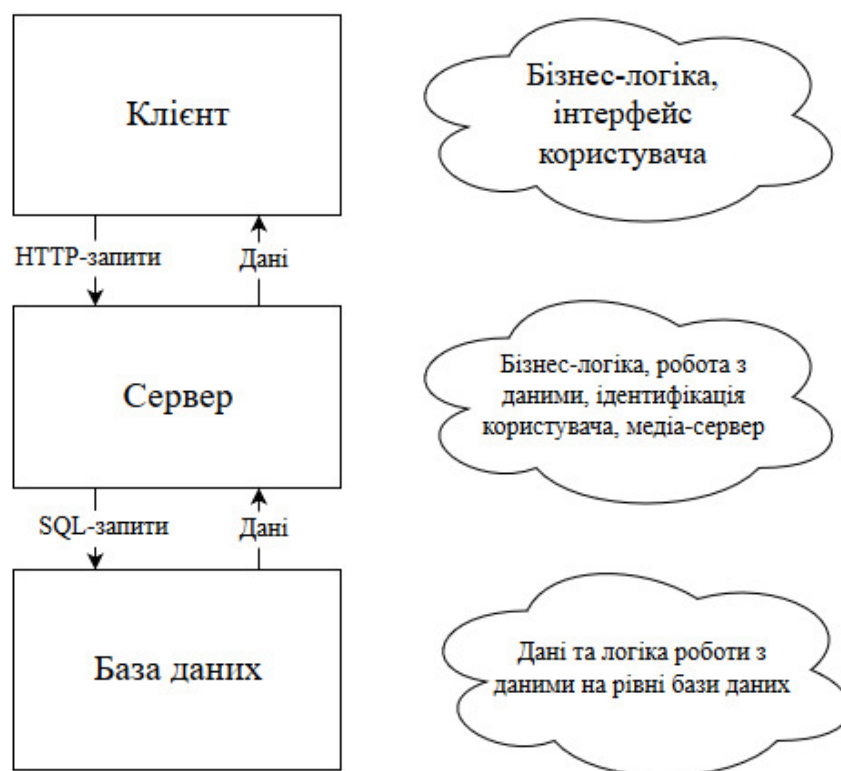 Клієнт
Бізнес-логіка,
інтерфейс
користувача
HTTP-запити
Дані
Сервер
Бізнес-логіка, робота з
даними, ідентифікація
користувача, медіа-сервер
SQL-запити
Дані
База даних
Дані та логіка роботи з
даними на рівні бази даних